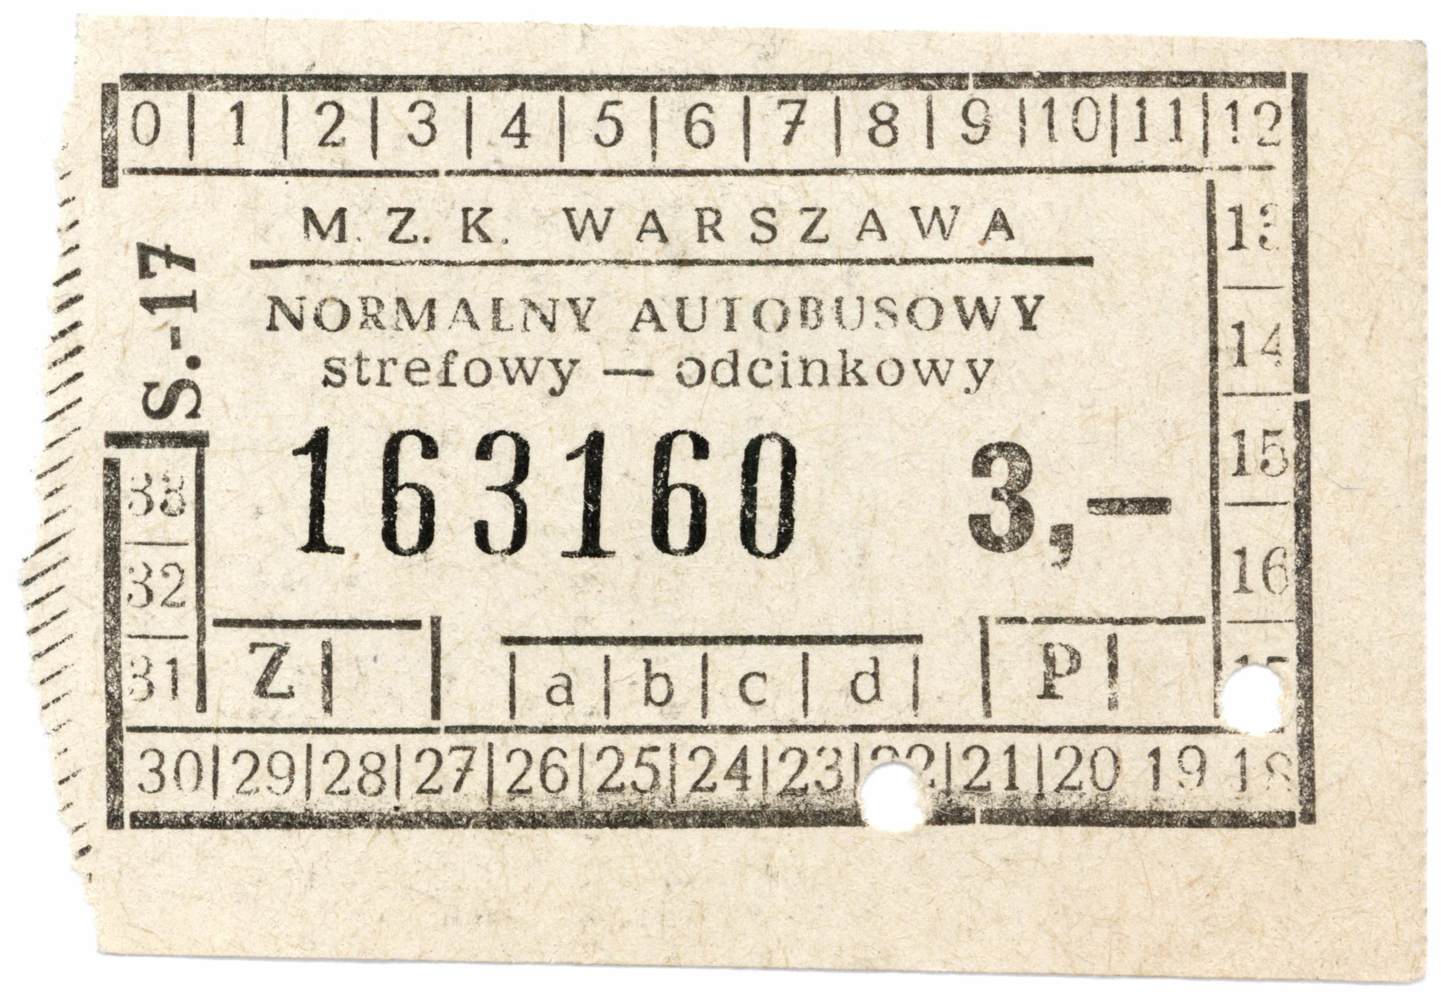 0 | 1 | 2 | 3 | 4 | 5 | 6 | 7 | 8 | 9 | 10 | 11 | 12
M. Z. K. WARSZAWA
13
S.-17
NORMALNY AUTOBUSOWY
14
strefowy — odcinkowy
163160 3,–
15
33
16
32
31
Z | | a | b | c | d | | P |
30 | 29 | 28 | 27 | 26 | 25 | 24 | 23 | 22 | 21 | 20 19 18